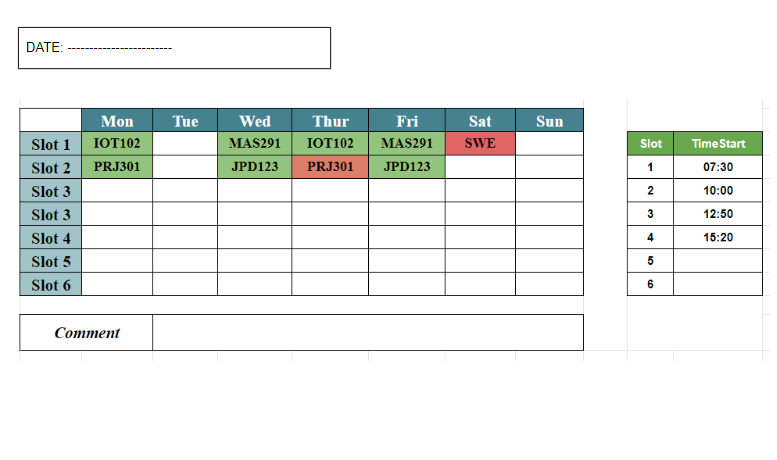 DATE: ------------------------
Mon Tue Wed Thur Fri Sat Sun
Slot 1 IOT102 MAS291 IOT102 MAS291 SWE
Slot 2 PRJ301 JPD123 PRJ301 JPD123
Slot 3
Slot 3
Slot 4
Slot 5
Slot 6
Comment
Slot TimeStart
1 07:30
2 10:00
3 12:50
4 15:20
5
6